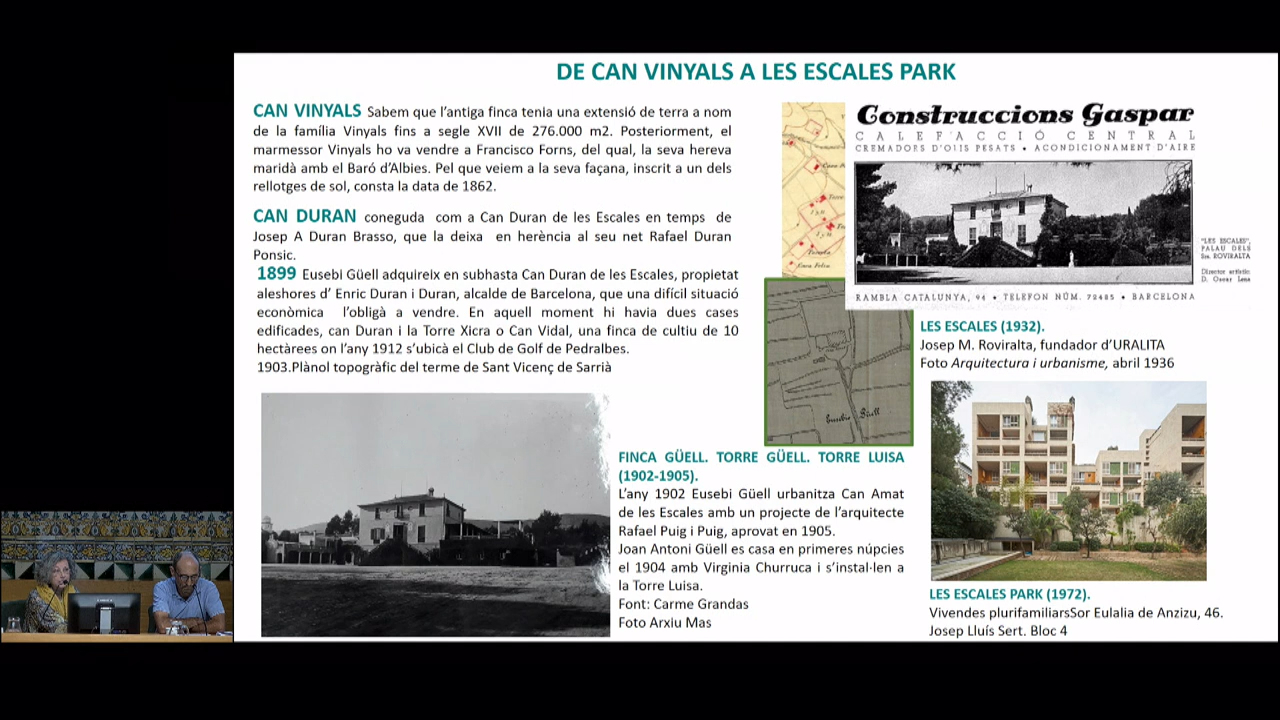 DE CAN VINYALS A LES ESCALES PARK
CAN VINYALS Sabem que l'antiga finca tenia una extensió de terra a nom
de la família Vinyals fins a segle XVII de 276.000 m2. Posteriorment, el
marmessor Vinyals ho va vendre a Francisco Forns, del qual, la seva hereva
maridà amb el Baró d'Albies. Pel que veiem a la seva façana, inscrit a un dels
rellotges de sol, consta la data de 1862.
CAN DURAN coneguda com a Can Duran de les Escales en temps de
Josep A Duran Brasso, que la deixa en herència al seu net Rafael Duran
Ponsic.
1899 Eusebi Güell adquireix en subhasta Can Duran de les Escales, propietat
aleshores d' Enric Duran i Duran, alcalde de Barcelona, que una difícil situació
econòmica l'obligà a vendre. En aquell moment hi havia dues cases
edificades, can Duran i la Torre Xicra o Can Vidal, una finca de cultiu de 10
hectàrees on l'any 1912 s'ubicà el Club de Golf de Pedralbes.
1903.Plànol topogràfic del terme de Sant Vicenç de Sarrià
Construccions Gaspar
CALEFACCIÓ CENTRAL
CREMADORS D'OLIS PESATS • ACONDICIONAMENT D'AIRE
"LES ESCALES",
PALAU DELS
Srs. ROVIRALTA
Director artístic
D. Oscar Lena
RAMBLA CATALUNYA, 94 • TELEFON NÚM. 72485 • BARCELONA
Eusebio Güell
LES ESCALES (1932).
Josep M. Roviralta, fundador d'URALITA
Foto Arquitectura i urbanisme, abril 1936
FINCA GÜELL. TORRE GÜELL. TORRE LUISA
(1902-1905).
L'any 1902 Eusebi Güell urbanitza Can Amat
de les Escales amb un projecte de l'arquitecte
Rafael Puig i Puig, aprovat en 1905.
Joan Antoni Güell es casa en primeres núpcies
el 1904 amb Virginia Churruca i s'instal·len a
la Torre Luisa.
Font: Carme Grandas
Foto Arxiu Mas
LES ESCALES PARK (1972).
Vivendes plurifamiliarsSor Eulalia de Anzizu, 46.
Josep Lluís Sert. Bloc 4